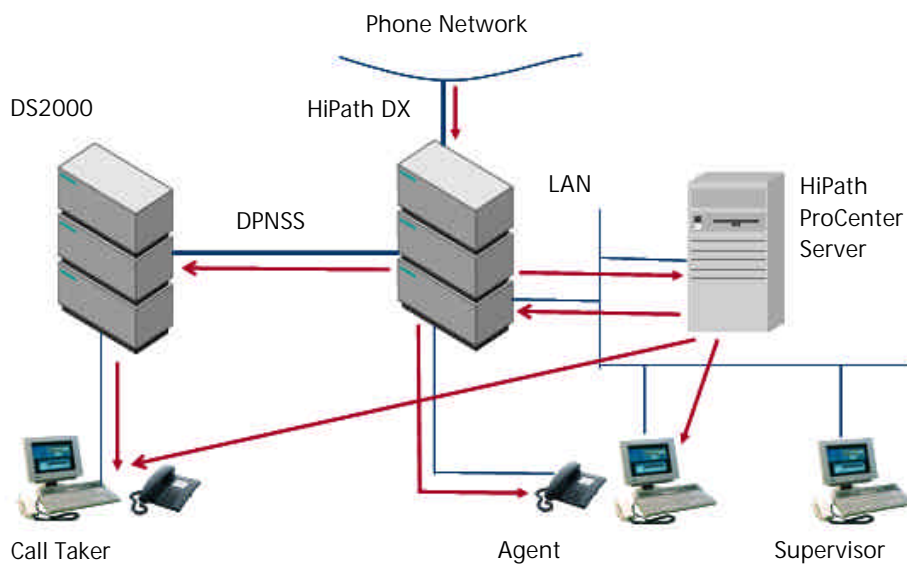 Phone Network
DS2000
HiPath DX
LAN
HiPath
ProCenter
Server
DPNSS
Call Taker
Agent
Supervisor